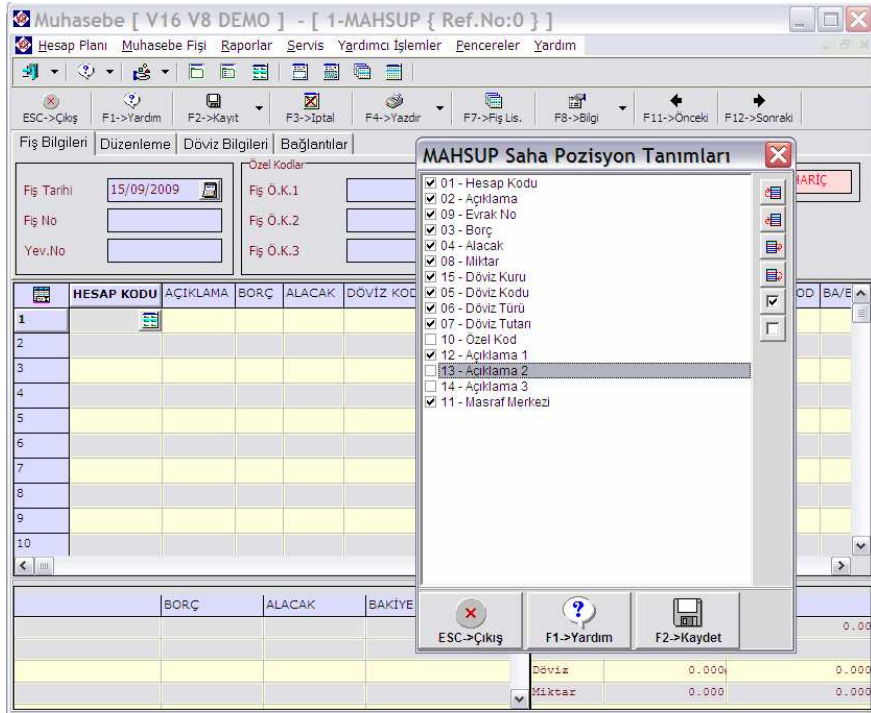 Muhasebe [ V16 V8 DEMO ] - [ 1-MAHSUP { Ref.No:0 } ]
Hesap Planı Muhasebe Fişi Raporlar Servis Yardımcı İşlemler Pencereler Yardım
ESC->Çıkış F1->Yardım F2->Kayıt F3->İptal F4->Yazdır F7->Fiş Lis. F8->Bilgi F11->Önceki F12->Sonraki
Fiş Bilgileri Düzenleme Döviz Bilgileri Bağlantılar
Özel Kodlar
Fiş Tarihi 15/09/2009 Fiş Ö.K.1
Fiş No Fiş Ö.K.2
Yev.No Fiş Ö.K.3
HARİÇ
HESAP KODU AÇIKLAMA BORÇ ALACAK DÖVİZ KOD
OD BA/B
1
2
3
4
5
6
7
8
9
10
MAHSUP Saha Pozisyon Tanımları
01 - Hesap Kodu
02 - Açıklama
09 - Evrak No
03 - Borç
04 - Alacak
08 - Miktar
15 - Döviz Kuru
05 - Döviz Kodu
06 - Döviz Türü
07 - Döviz Tutarı
10 - Özel Kod
12 - Açıklama 1
13 - Açıklama 2
14 - Açıklama 3
11 - Masraf Merkezi
ESC->Çıkış F1->Yardım F2->Kaydet
BORÇ ALACAK BAKİYE
0.00
Döviz 0.000 0.000
Miktar 0.000 0.000